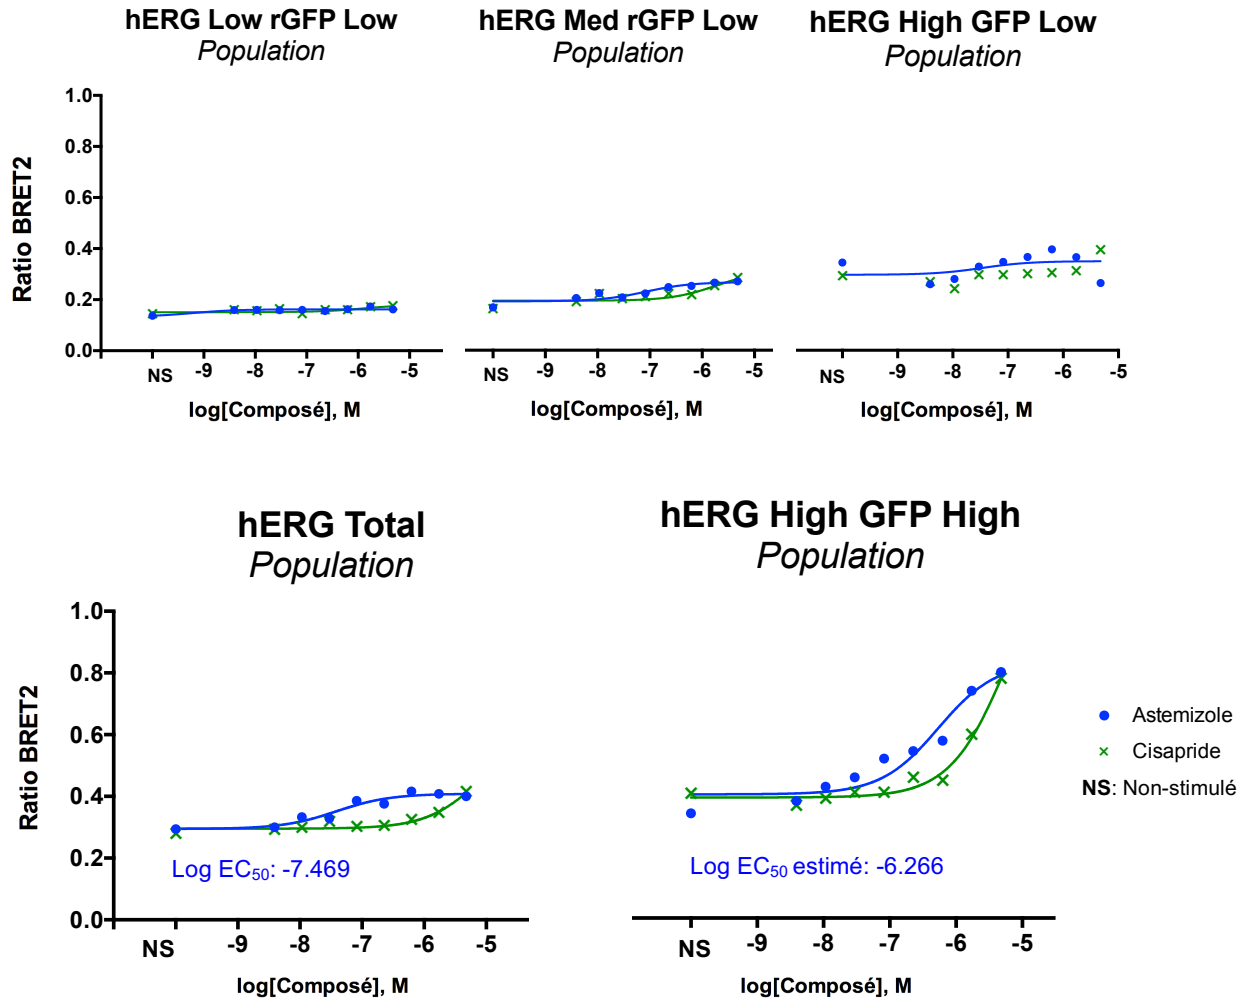 hERG Low rGFP Low
Population
hERG Med rGFP Low
Population
hERG High GFP Low
Population
Ratio BRET2
1.0
0.8
0.6
0.4
0.2
0.0
NS -9 -8 -7 -6 -5
log[Composé], M
NS -9 -8 -7 -6 -5
log[Composé], M
NS -9 -8 -7 -6 -5
log[Composé], M
hERG Total
Population
hERG High GFP High
Population
Ratio BRET2
1.0
0.8
0.6
0.4
0.2
0.0
Log EC50: -7.469
NS -9 -8 -7 -6 -5
log[Composé], M
Log EC50 estimé: -6.266
NS -9 -8 -7 -6 -5
log[Composé], M
Astemizole
Cisapride
NS: Non-stimulé